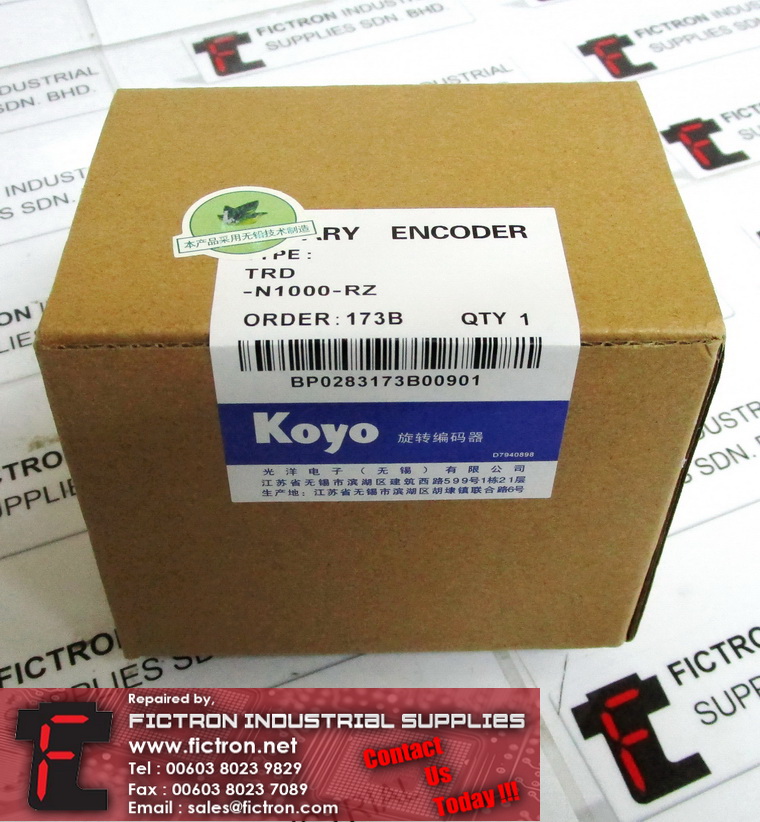 FICTRON INDUSTRIAL
SUPPLIES SDN. BHD.
本产品采用无铅技术制造
ARY ENCODER
TYPE:
TRD
-N1000-RZ
ORDER:173B QTY 1
BP0283173B00901
Koyo 旋转编码器
D7940898
光洋电子(无锡)有限公司
江苏省无锡市滨湖区建筑西路599号1栋21层
生产地:江苏省无锡市滨湖区胡埭镇联合路6号
Repaired by,
FICTRON INDUSTRIAL SUPPLIES
www.fictron.net
Tel : 00603 8023 9829
Fax : 00603 8023 7089
Email : sales@fictron.com
Contact
Us
Today !!!